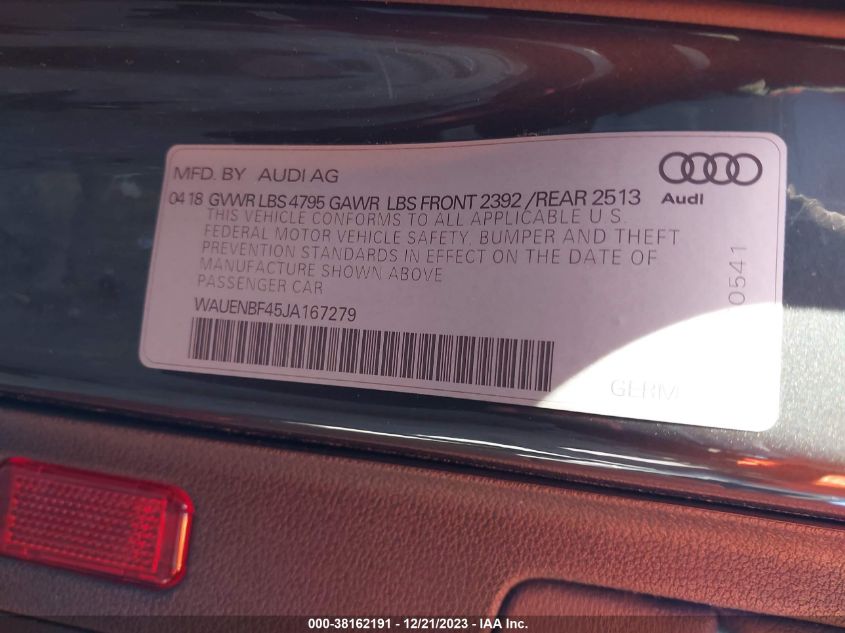 MFD. BY AUDI AG
04 18 GVWR LBS 4795 GAWR LBS FRONT 2392 /REAR 2513
THIS VEHICLE CONFORMS TO ALL APPLICABLE U S.
FEDERAL MOTOR VEHICLE SAFETY, BUMPER AND THEFT
PREVENTION STANDARDS IN EFFECT ON THE DATE OF
MANUFACTURE SHOWN ABOVE
PASSENGER CAR
WAUENBF45JA167279
Audi
0541
000-38162191 - 12/21/2023 - © IAA Inc.